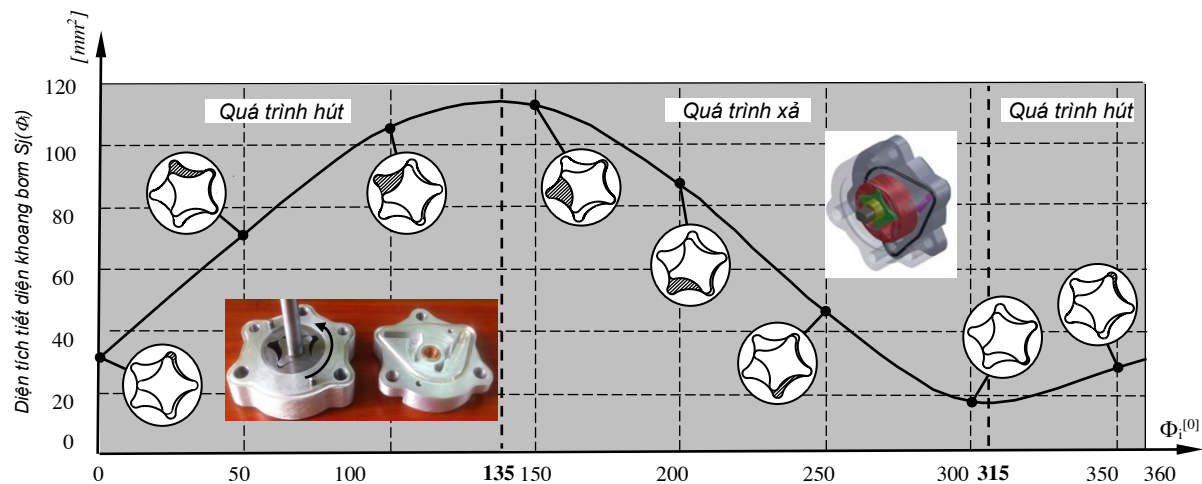 [mm²]
Diện tích tiết diện khoang bơm Sj(Φi)
120
100
80
60
40
20
0
Quá trình hút
Quá trình xả
Quá trình hút
Φi[0]
0 50 100 135 150 200 250 300 315 350 360